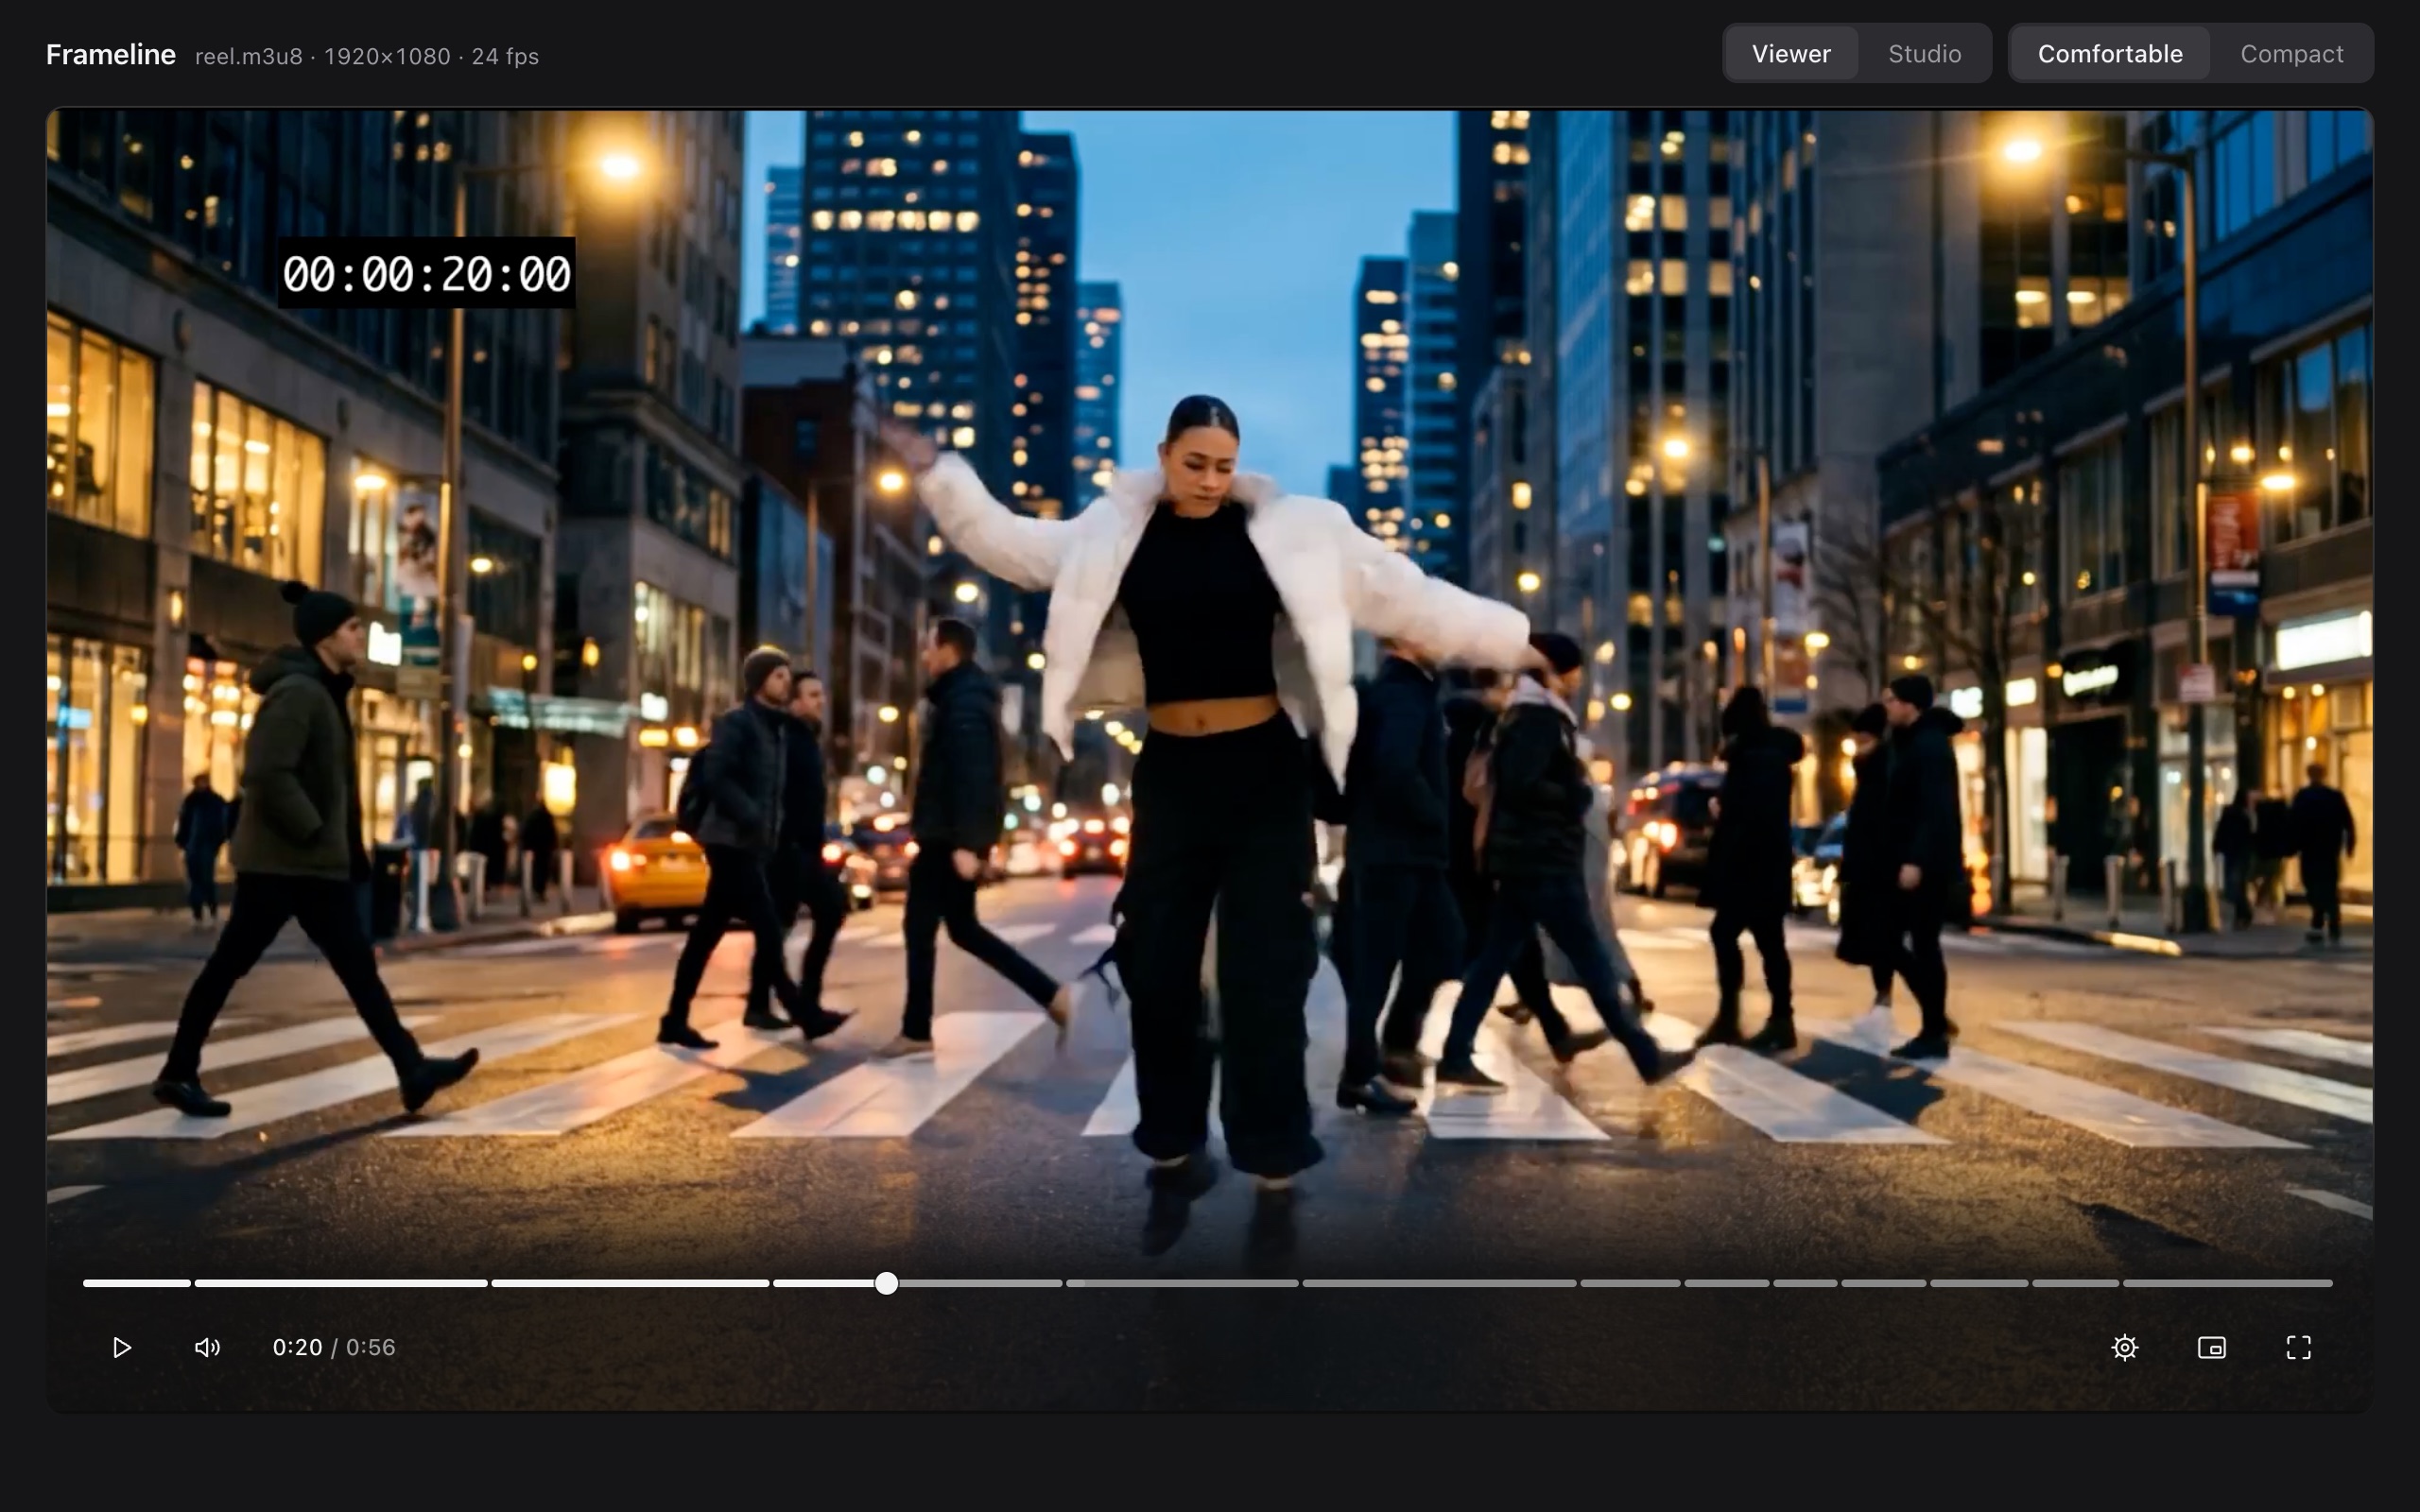 Frameline reel.m3u8 · 1920×1080 · 24 fps Viewer Studio Comfortable Compact
00:00:20:00
0:20 / 0:56